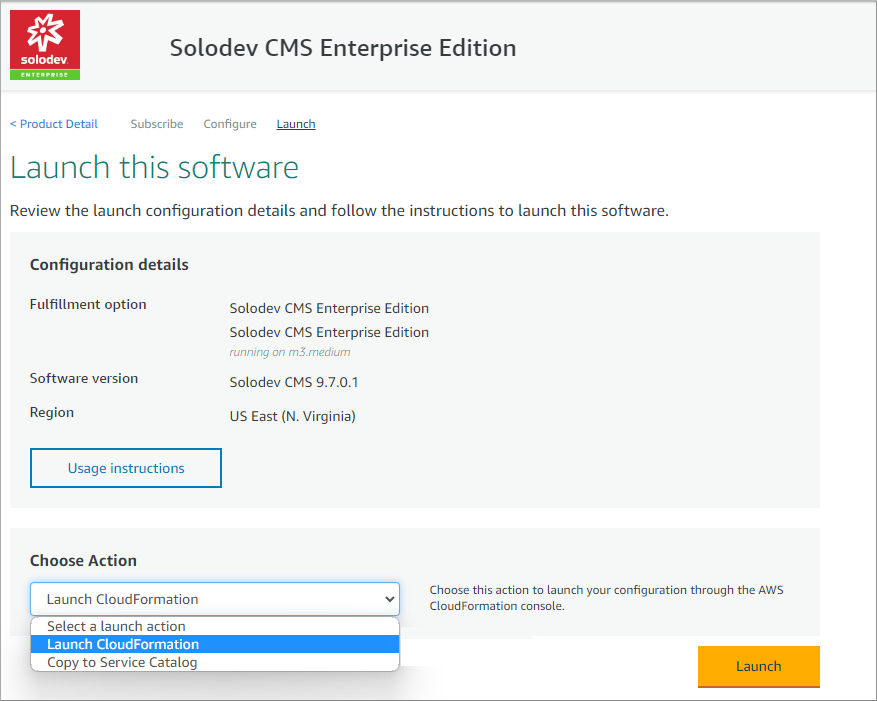 solodev
ENTERPRISE
Solodev CMS Enterprise Edition
< Product Detail Subscribe Configure Launch
Launch this software
Review the launch configuration details and follow the instructions to launch this software.
Configuration details
Fulfillment option
Solodev CMS Enterprise Edition
Solodev CMS Enterprise Edition
running on m3.medium
Software version
Solodev CMS 9.7.0.1
Region
US East (N. Virginia)
Usage instructions
Choose Action
Launch CloudFormation
Choose this action to launch your configuration through the AWS
CloudFormation console.
Select a launch action
Launch CloudFormation
Copy to Service Catalog
Launch